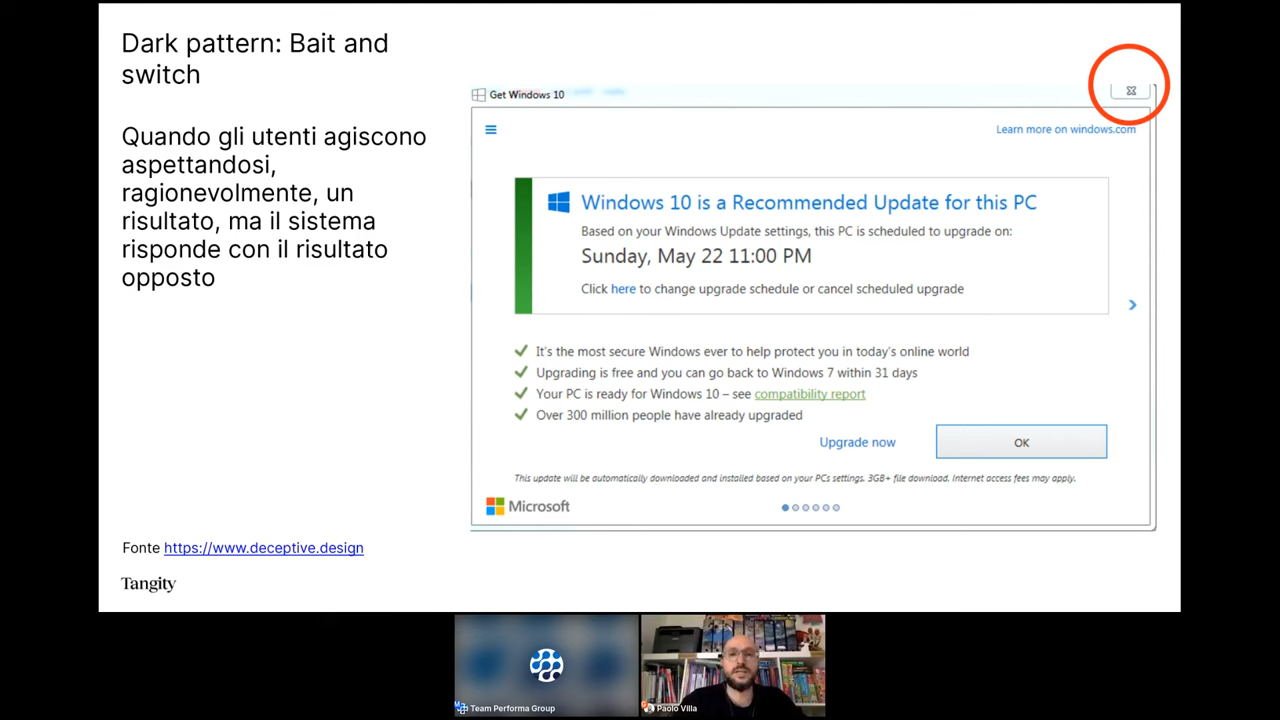 Dark pattern: Bait and
switch
Quando gli utenti agiscono
aspettandosi,
ragionevolmente, un
risultato, ma il sistema
risponde con il risultato
opposto
Fonte https://www.deceptive.design
Tangity
Get Windows 10
Learn more on windows.com
Windows 10 is a Recommended Update for this PC
Based on your Windows Update settings, this PC is scheduled to upgrade on:
Sunday, May 22 11:00 PM
Click here to change upgrade schedule or cancel scheduled upgrade
It's the most secure Windows ever to help protect you in today's online world
Upgrading is free and you can go back to Windows 7 within 31 days
Your PC is ready for Windows 10 – see compatibility report
Over 300 million people have already upgraded
Upgrade now
OK
This update will be automatically downloaded and installed based on your PCs settings. 3GB+ file download. Internet access fees may apply.
Microsoft
Team Performa Group
Paolo Villa